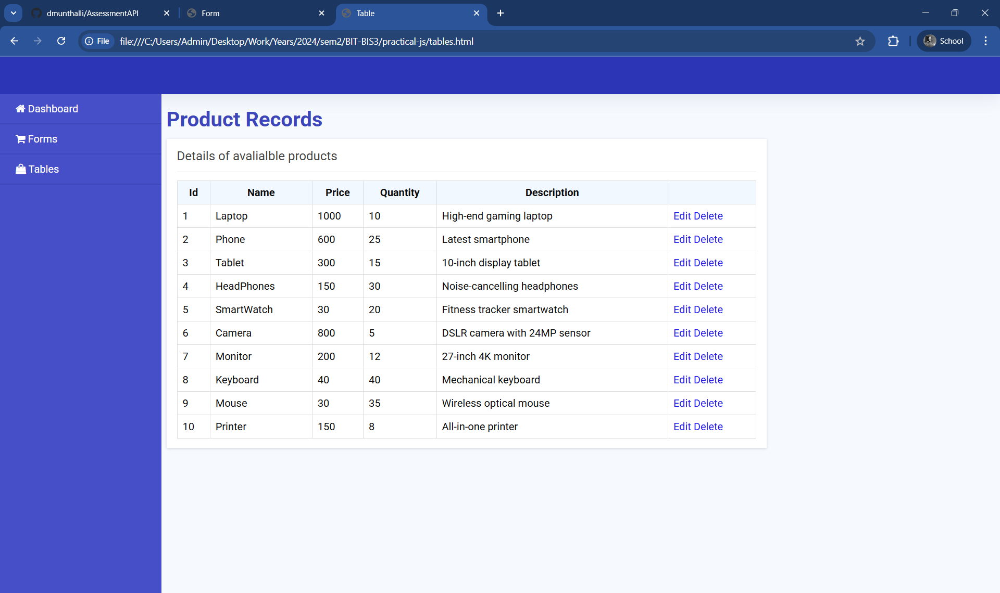 dmunthalli/AssessmentAPI Form Table
File file:///C:/Users/Admin/Desktop/Work/Years/2024/sem2/BIT-BIS3/practical-js/tables.html School
Dashboard
Forms
Tables
Product Records
Details of avalialble products
Id Name Price Quantity Description
1 Laptop 1000 10 High-end gaming laptop Edit Delete
2 Phone 600 25 Latest smartphone Edit Delete
3 Tablet 300 15 10-inch display tablet Edit Delete
4 HeadPhones 150 30 Noise-cancelling headphones Edit Delete
5 SmartWatch 30 20 Fitness tracker smartwatch Edit Delete
6 Camera 800 5 DSLR camera with 24MP sensor Edit Delete
7 Monitor 200 12 27-inch 4K monitor Edit Delete
8 Keyboard 40 40 Mechanical keyboard Edit Delete
9 Mouse 30 35 Wireless optical mouse Edit Delete
10 Printer 150 8 All-in-one printer Edit Delete